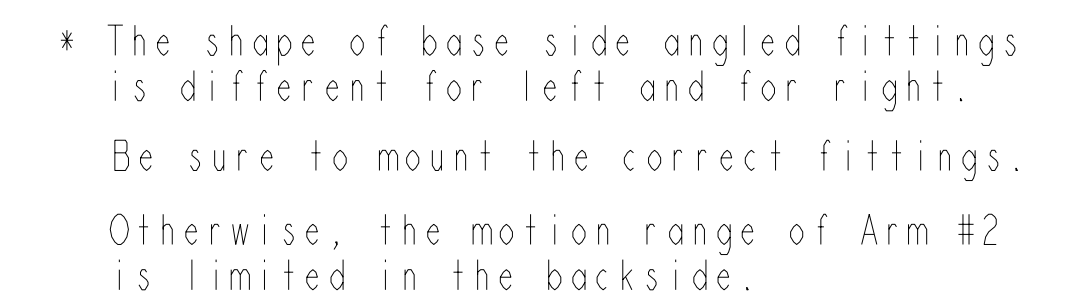 * The shape of base side angled fittings
is different for left and for right.
Be sure to mount the correct fittings.
Otherwise, the motion range of Arm #2
is limited in the backside.